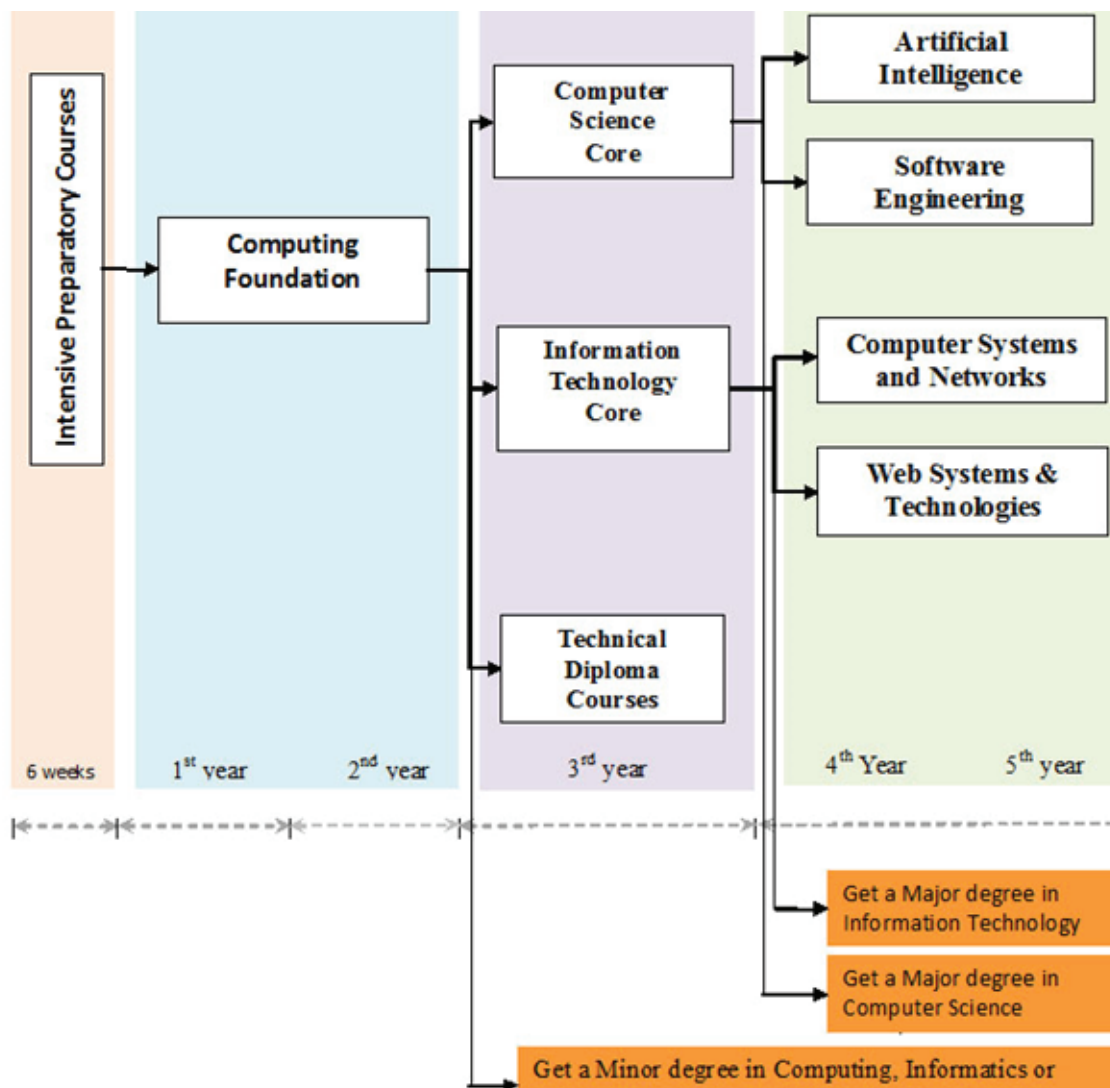 Intensive Preparatory Courses
Computing
Foundation
Computer
Science
Core
Information
Technology
Core
Technical
Diploma
Courses
Artificial
Intelligence
Software
Engineering
Computer Systems
and Networks
Web Systems &
Technologies
6 weeks
1st year
2nd year
3rd year
4th Year
5th year
Get a Major degree in
Information Technology
Get a Major degree in
Computer Science
Get a Minor degree in Computing, Informatics or